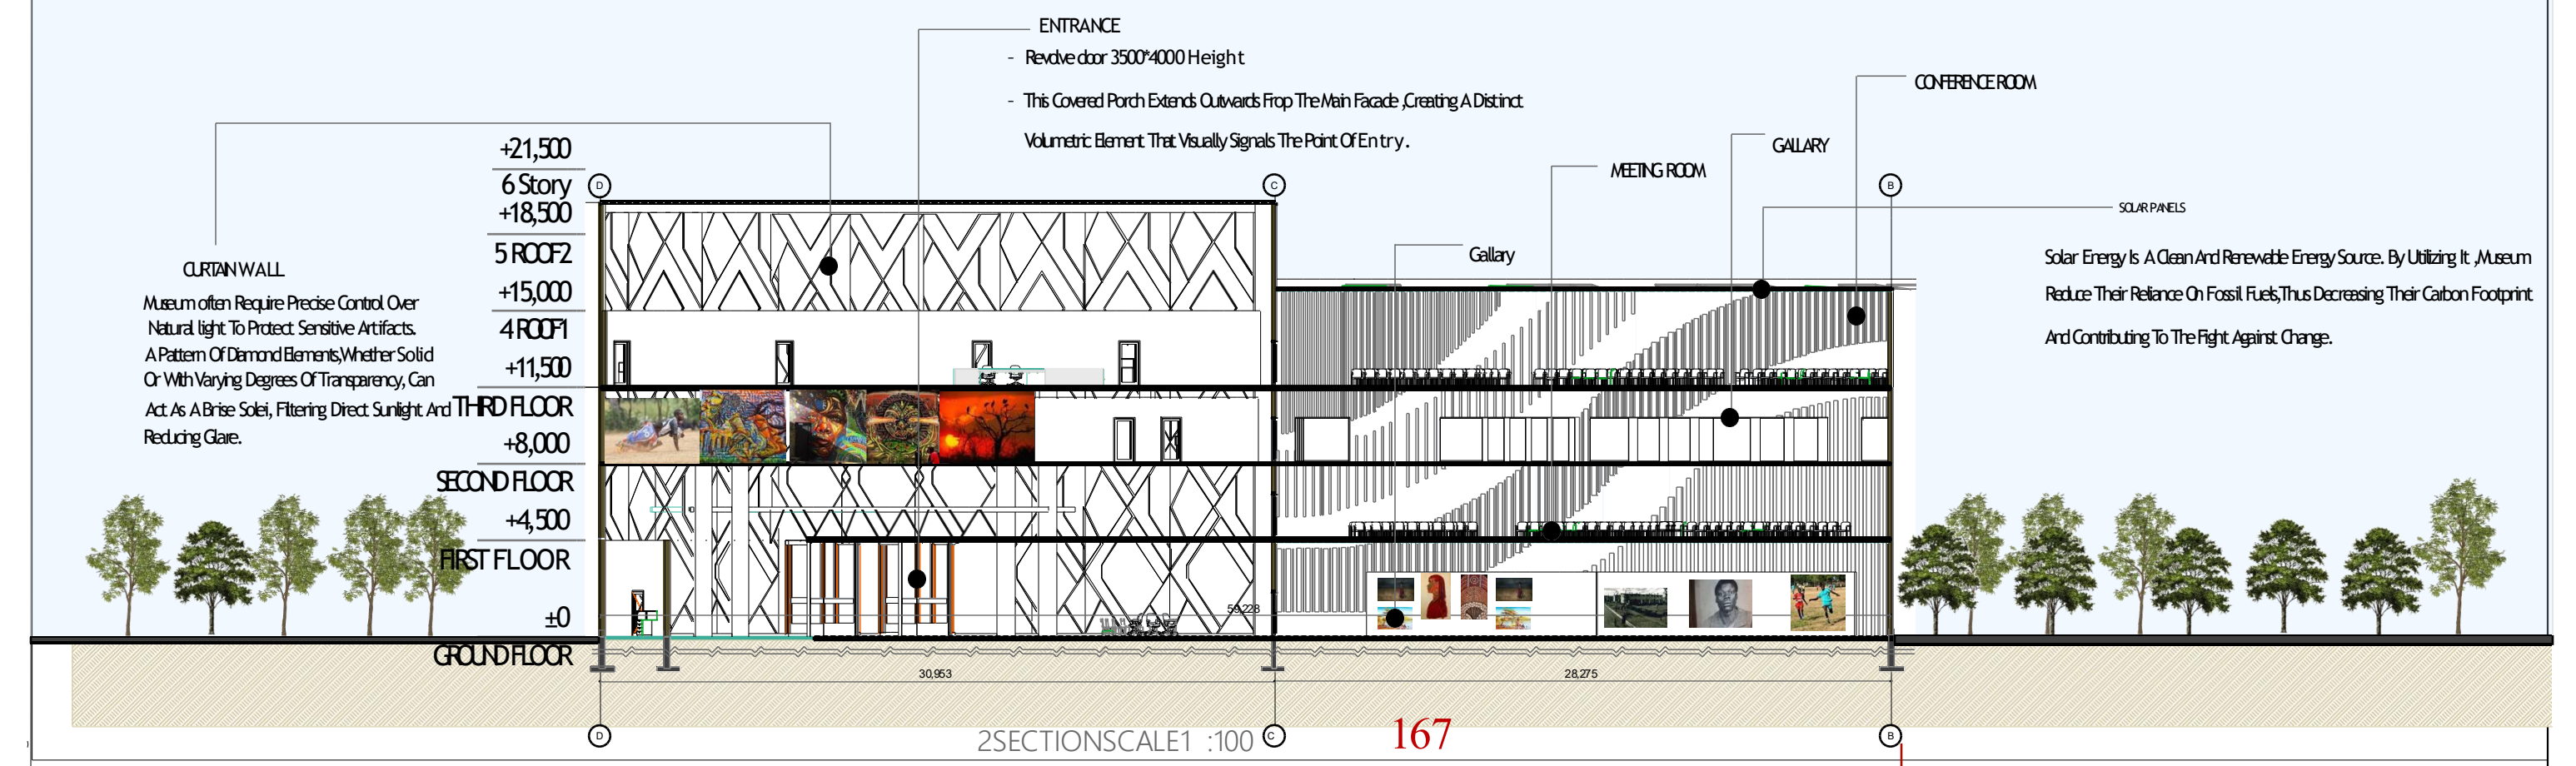 ENTRANCE
- Revolve door 3500*4000 Height
- This Covered Porch Extends Outwards Frop The Main Facade ,Creating A Distinct
Volumetric Element That Visually Signals The Point Of Entry.
CONFERENCE ROOM
GALLARY
MEETING ROOM
SOLAR PANELS
Solar Energy Is A Clean And Renewable Energy Source. By Utilizing It ,Museum
Reduce Their Reliance On Fossil Fuels,Thus Decreasing Their Carbon Footprint
And Contributing To The Fight Against Change.
Gallary
CURTAIN WALL
Museum often Require Precise Control Over
Natural light To Protect Sensitive Artifacts.
A Pattern Of Diamond Elements,Whether Solid
Or With Varying Degrees Of Transparency, Can
Act As A Brise Solei, Filtering Direct Sunlight And
Reducing Glare.
+21,500
6 Story
+18,500
5 ROOF2
+15,000
4 ROOF1
+11,500
THIRD FLOOR
+8,000
SECOND FLOOR
+4,500
FIRST FLOOR
±0
GROUND FLOOR
D
C
B
59,228
30,953
28,275
D
C
B
2SECTIONSCALE1 :100
167